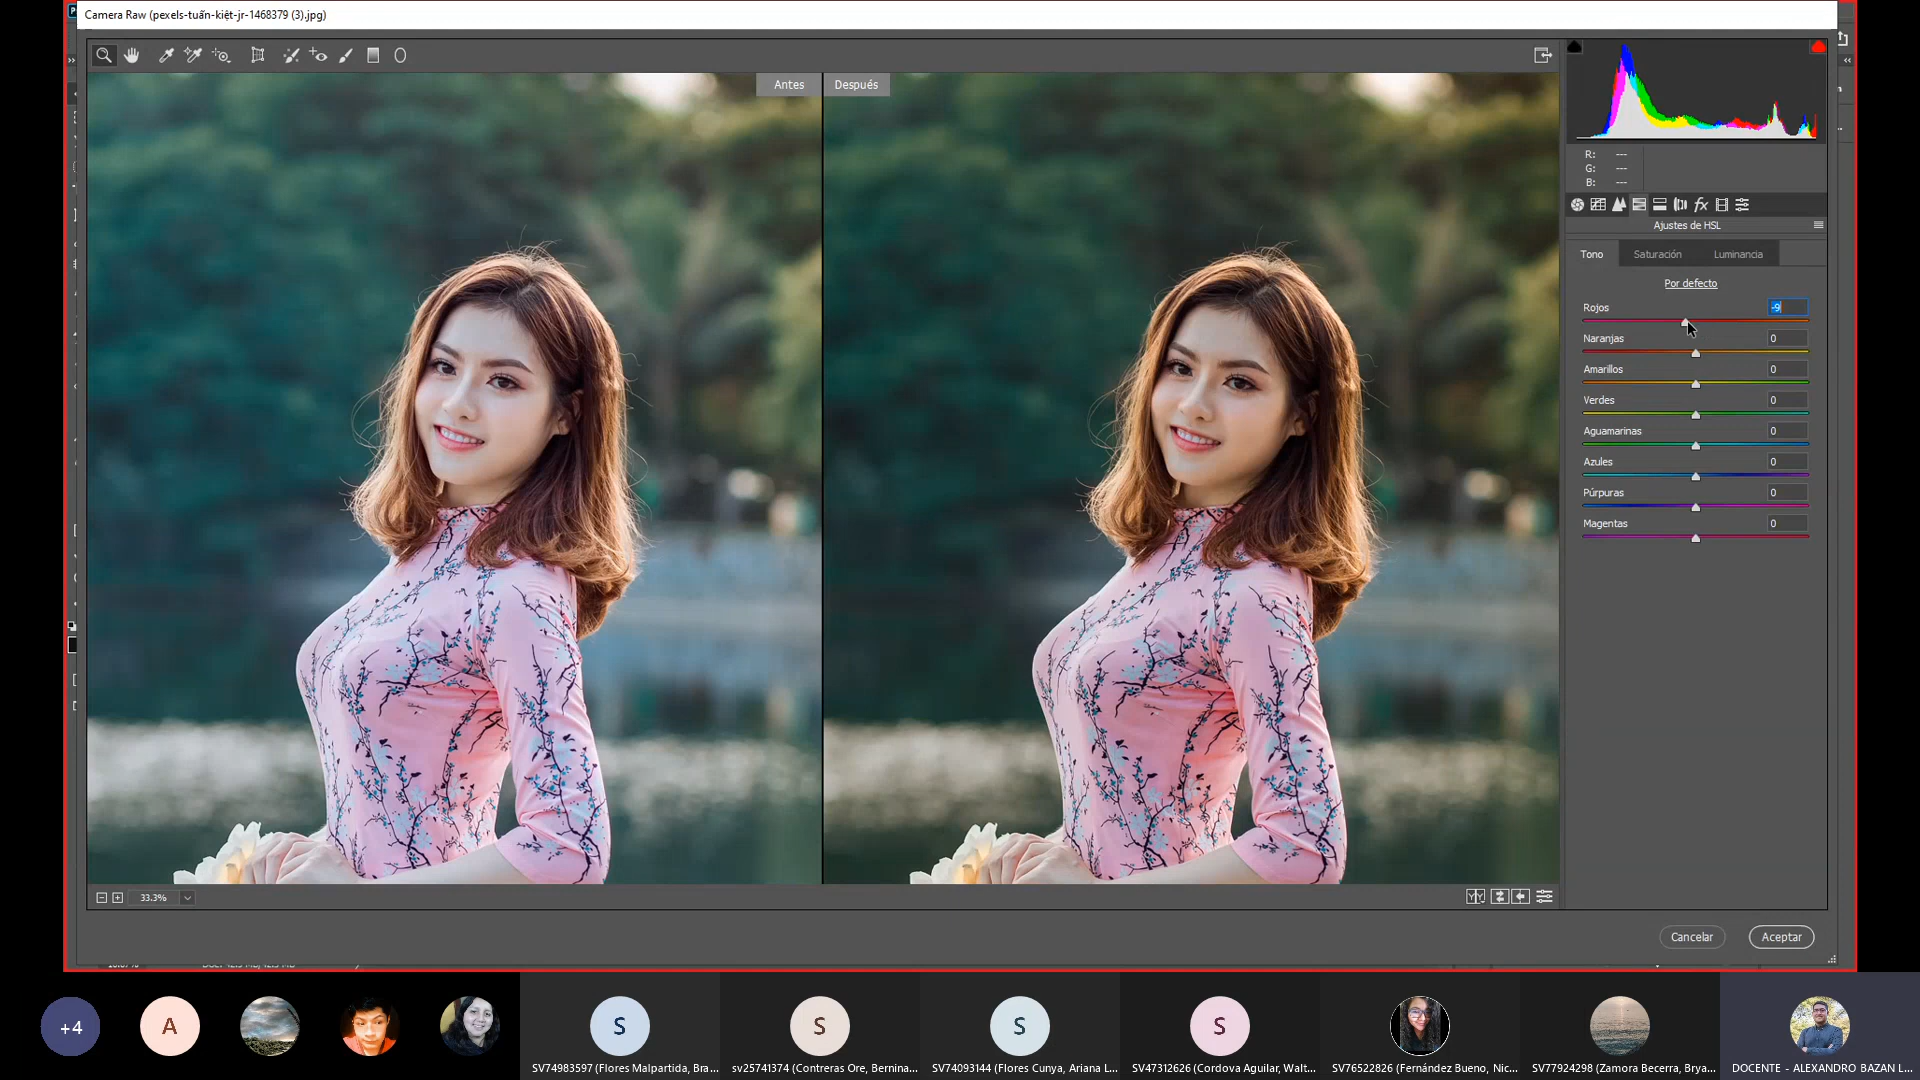 Camera Raw (pexels-tuấn-kiệt-jr-1468379 (3).jpg)
Antes
Después
R: ---
G: ---
B: ---
fx
Ajustes de HSL
Tono
Saturación
Luminancia
Por defecto
Rojos -9
Naranjas 0
Amarillos 0
Verdes 0
Aguamarinas 0
Azules 0
Púrpuras 0
Magentas 0
33.3%
Cancelar
Aceptar
+4
A
S
S
S
S
SV74983597 (Flores Malpartida, Bra...
sv25741374 (Contreras Ore, Bernina...
SV74093144 (Flores Cunya, Ariana L...
SV47312626 (Cordova Aguilar, Walt...
SV76522826 (Fernández Bueno, Nic...
SV77924298 (Zamora Becerra, Brya...
DOCENTE - ALEXANDRO BAZAN L...